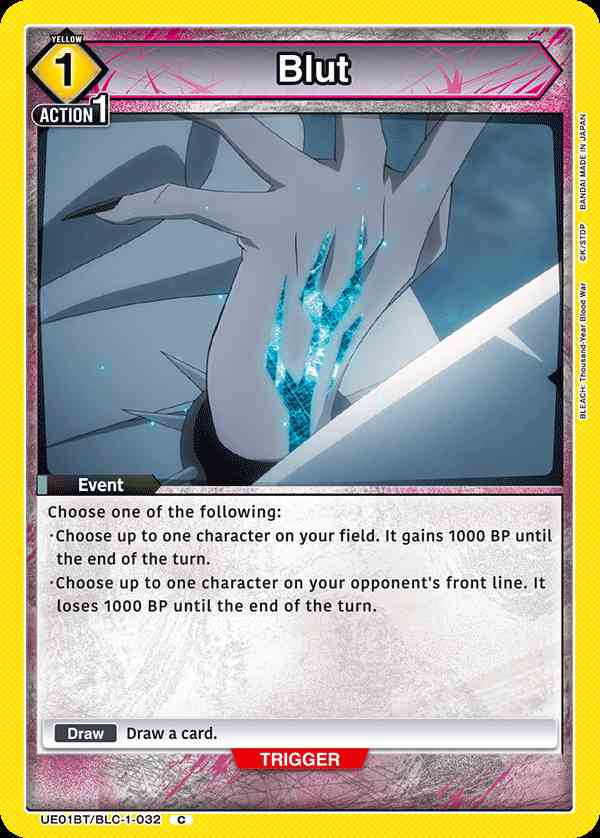 YELLOW
1
Blut
ACTION 1
BANDAI MADE IN JAPAN
©K/STDP
BLEACH: Thousand-Year Blood War
Event
Choose one of the following:
·Choose up to one character on your field. It gains 1000 BP until
the end of the turn.
·Choose up to one character on your opponent's front line. It
loses 1000 BP until the end of the turn.
Draw Draw a card.
TRIGGER
UE01BT/BLC-1-032 C